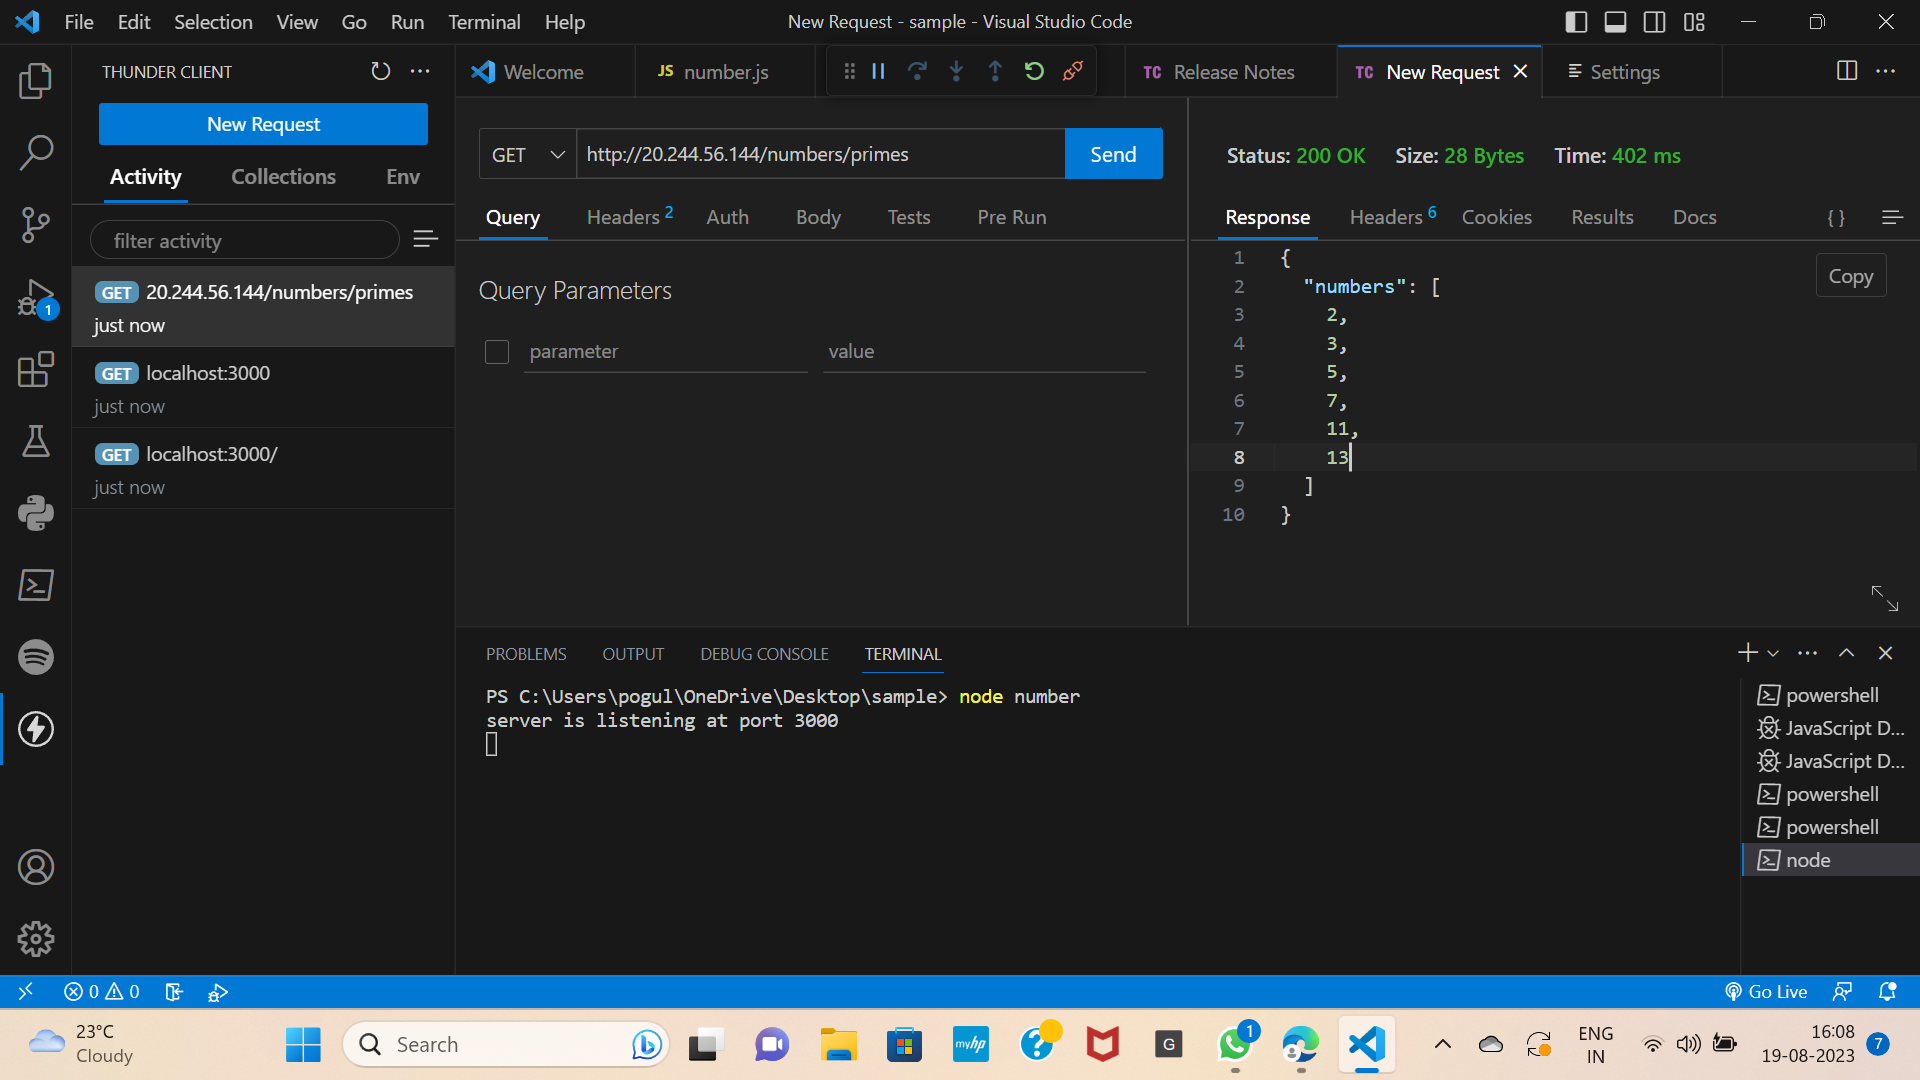 File Edit Selection View Go Run Terminal Help
New Request - sample - Visual Studio Code
THUNDER CLIENT
New Request
Activity Collections Env
filter activity
GET 20.244.56.144/numbers/primes
just now
GET localhost:3000
just now
GET localhost:3000/
just now
1
Welcome
JS number.js
TC Release Notes
TC New Request
Settings
GET http://20.244.56.144/numbers/primes Send
Query Headers 2 Auth Body Tests Pre Run
Query Parameters
parameter value
Status: 200 OK Size: 28 Bytes Time: 402 ms
Response Headers 6 Cookies Results Docs { }
Copy
1 {
2 "numbers": [
3 2,
4 3,
5 5,
6 7,
7 11,
8 13
9 ]
10 }
PROBLEMS OUTPUT DEBUG CONSOLE TERMINAL
PS C:\Users\pogul\OneDrive\Desktop\sample> node number
server is listening at port 3000
powershell
JavaScript D...
JavaScript D...
powershell
powershell
node
0 0
Go Live
23°C
Cloudy
Search
myhp
G
1
ENG
IN
16:08
19-08-2023
7